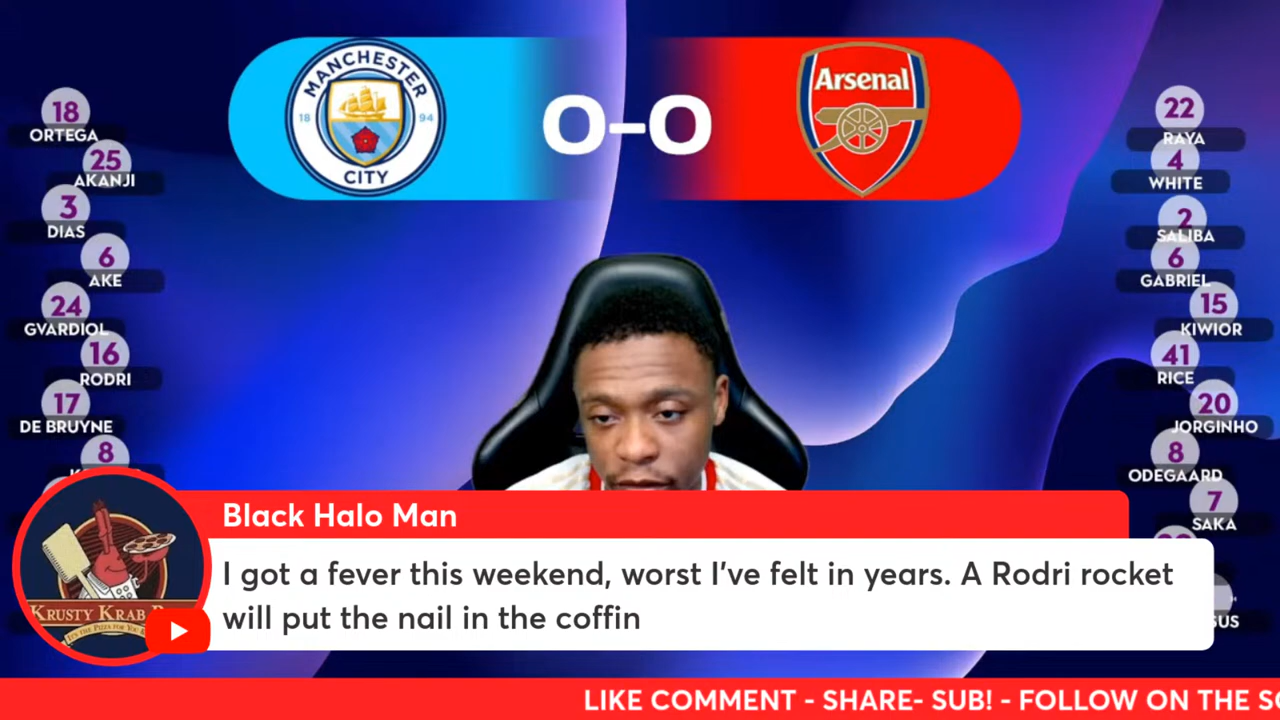 MANCHESTER
18 94
CITY
0-0
Arsenal
18
ORTEGA
25
AKANJI
3
DIAS
6
AKE
24
GVARDIOL
16
RODRI
17
DE BRUYNE
8
22
RAYA
4
WHITE
2
SALIBA
6
GABRIEL
15
KIWIOR
41
RICE
20
JORGINHO
8
ODEGAARD
7
SAKA
SUS
KRUSTY KRAB
Black Halo Man
I got a fever this weekend, worst I've felt in years. A Rodri rocket
will put the nail in the coffin
LIKE COMMENT - SHARE- SUB! - FOLLOW ON THE